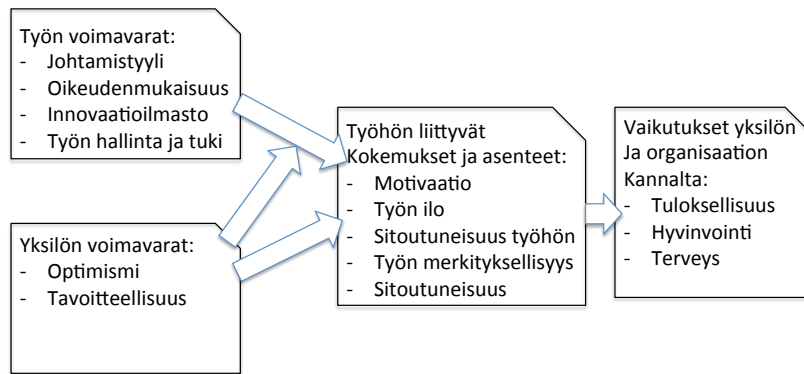 Työn voimavarat:
- Johtamistyyli
- Oikeudenmukaisuus
- Innovaatioilmasto
- Työn hallinta ja tuki
Yksilön voimavarat:
- Optimismi
- Tavoitteellisuus
Työhön liittyvät
Kokemukset ja asenteet:
- Motivaatio
- Työn ilo
- Sitoutuneisuus työhön
- Työn merkityksellisyys
- Sitoutuneisuus
Vaikutukset yksilön
Ja organisaation
Kannalta:
- Tuloksellisuus
- Hyvinvointi
- Terveys